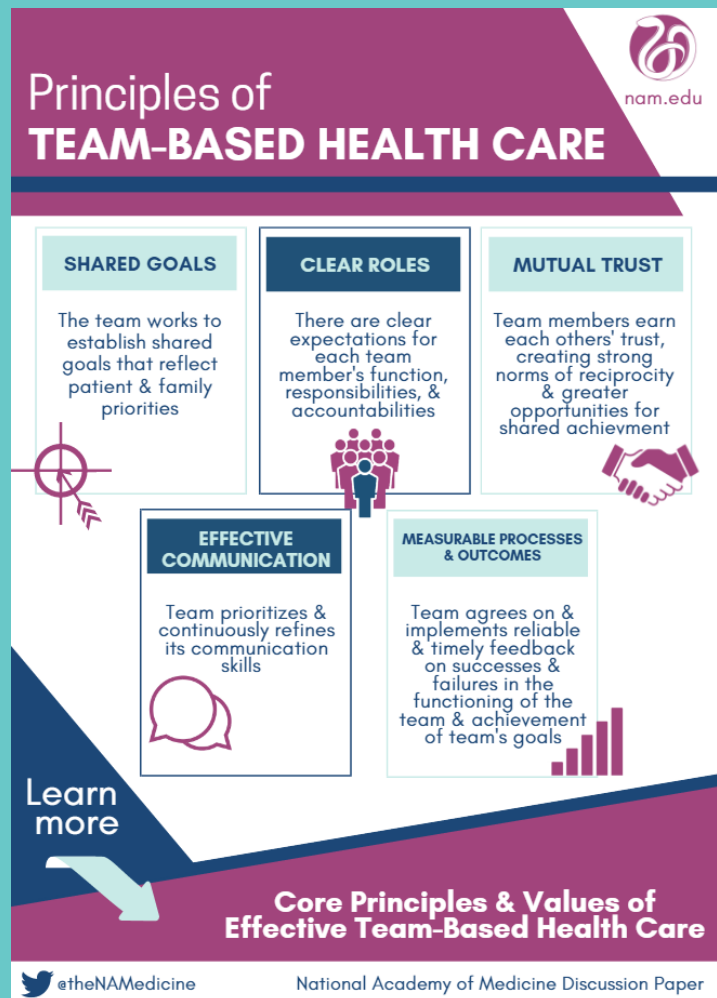 nam.edu
Principles of
TEAM-BASED HEALTH CARE
SHARED GOALS
The team works to
establish shared
goals that reflect
patient & family
priorities
CLEAR ROLES
There are clear
expectations for
each team
member's function,
responsibilities, &
accountabilities
MUTUAL TRUST
Team members earn
each others' trust,
creating strong
norms of reciprocity
& greater
opportunities for
shared achievment
EFFECTIVE
COMMUNICATION
Team prioritizes &
continuously refines
its communication
skills
MEASURABLE PROCESSES
& OUTCOMES
Team agrees on &
implements reliable
& timely feedback
on successes &
failures in the
functioning of the
team & achievement
of team's goals
Learn
more
Core Principles & Values of
Effective Team-Based Health Care
@theNAMedicine
National Academy of Medicine Discussion Paper